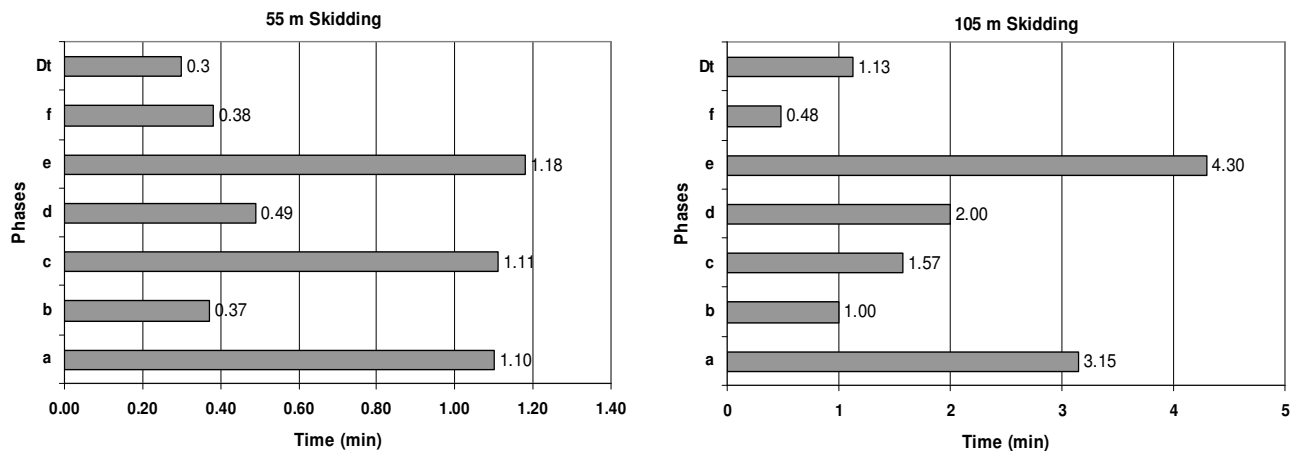 55 m Skidding
Phases
Dt 0.3
f 0.38
e 1.18
d 0.49
c 1.11
b 0.37
a 1.10
0.00 0.20 0.40 0.60 0.80 1.00 1.20 1.40
Time (min)
105 m Skidding
Phases
Dt 1.13
f 0.48
e 4.30
d 2.00
c 1.57
b 1.00
a 3.15
0 1 2 3 4 5
Time (min)